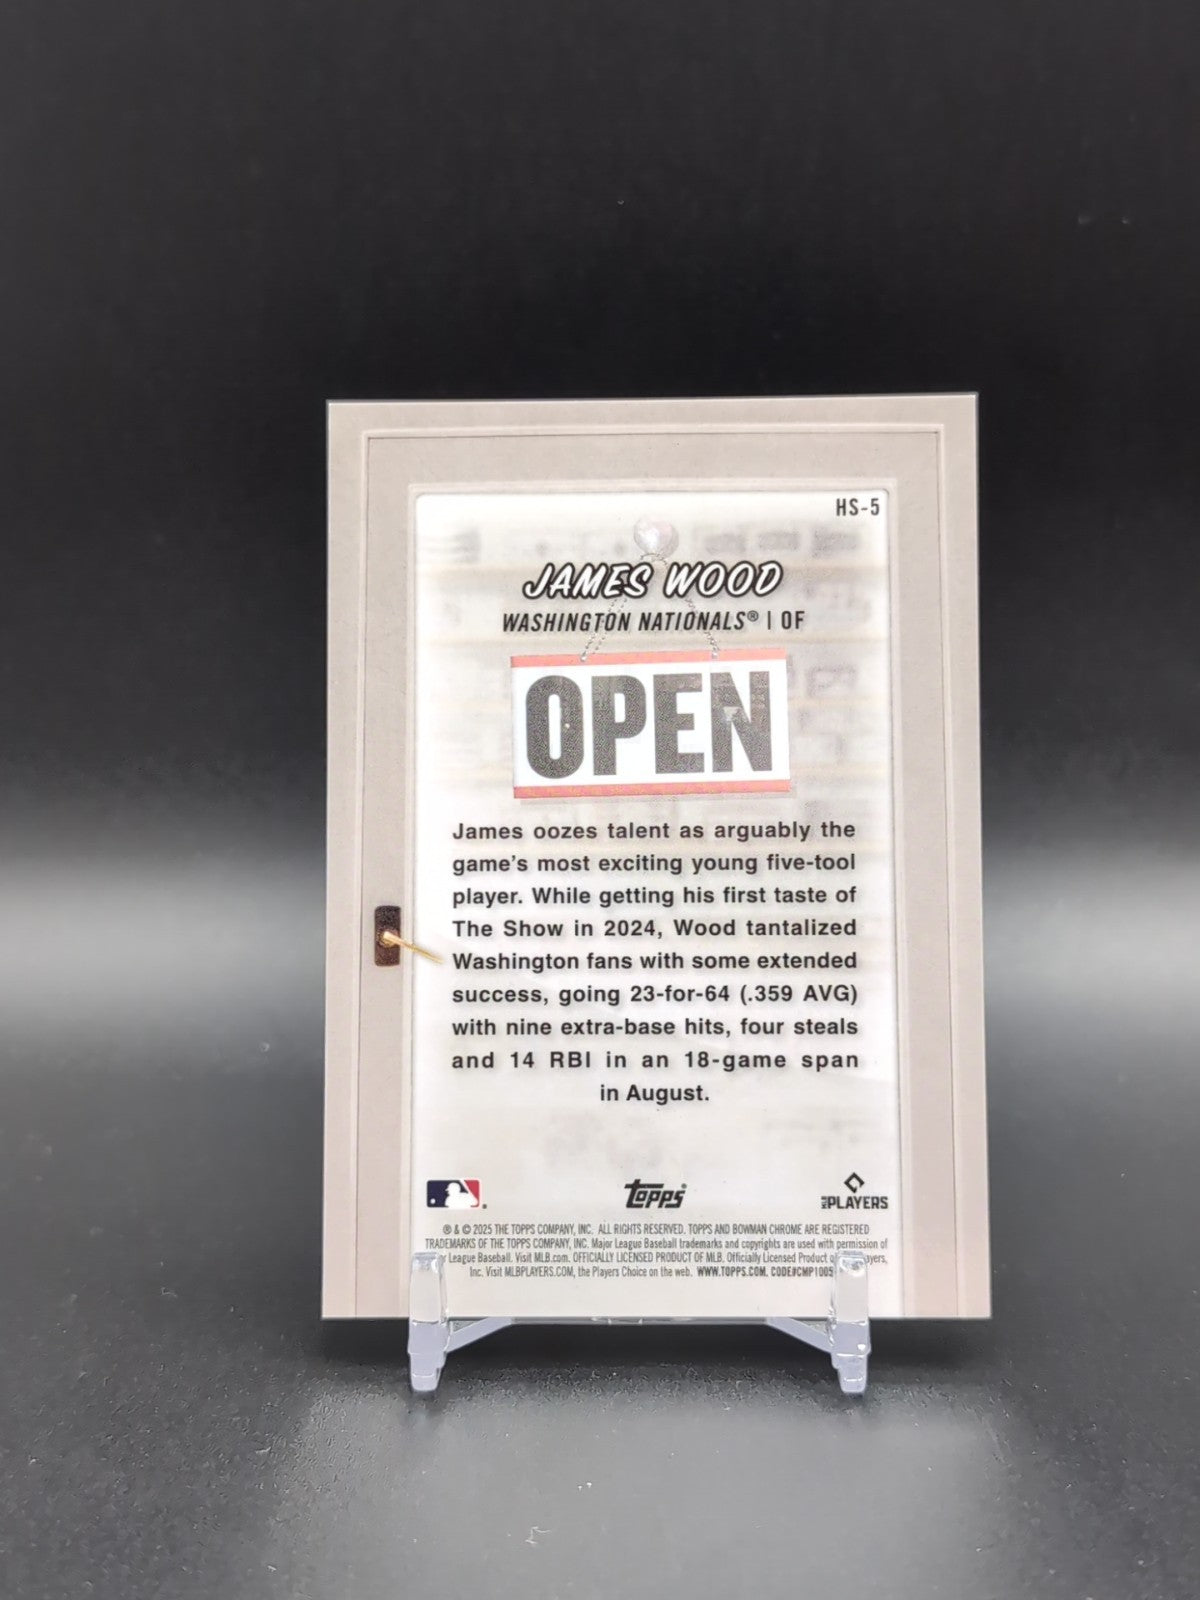 HS-5
JAMES WOOD
WASHINGTON NATIONALS® | OF
OPEN
James oozes talent as arguably the
game's most exciting young five-tool
player. While getting his first taste of
The Show in 2024, Wood tantalized
Washington fans with some extended
success, going 23-for-64 (.359 AVG)
with nine extra-base hits, four steals
and 14 RBI in an 18-game span
in August.
Topps
MLB PLAYERS
® & © 2025 THE TOPPS COMPANY, INC. ALL RIGHTS RESERVED. TOPPS AND BOWMAN CHROME ARE REGISTERED
TRADEMARKS OF THE TOPPS COMPANY, INC. Major League Baseball trademarks and copyrights are used with permission of
League Baseball. Visit MLB.com. OFFICIALLY LICENSED PRODUCT OF MLB. Officially Licensed Product
Inc. Visit MLBPLAYERS.COM, the Players Choice on the web. WWW.TOPPS.COM. CODE#CMP1005